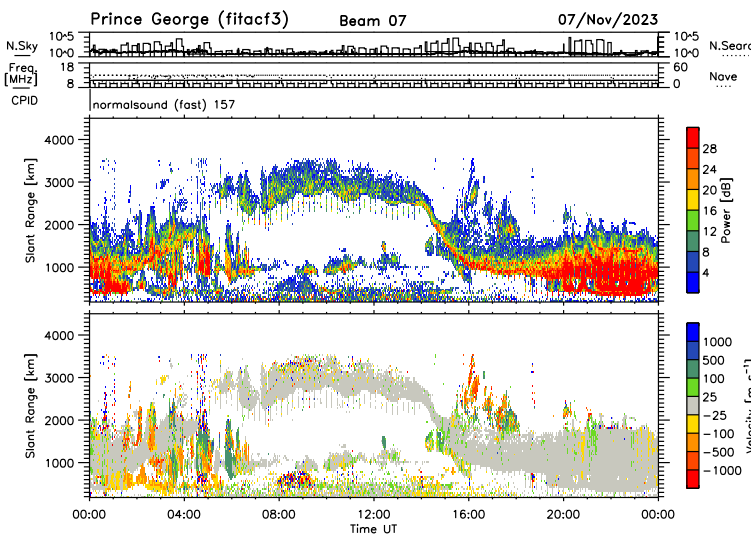 Prince George (fitacf3) Beam 07 07/Nov/2023
N.Sky 10^5 10^0 10^5 10^0 N.Sear
Freq. [MHz] 18 8 60 0 Nave
CPID normalsound (fast) 157
Slant Range [km] 4000 3000 2000 1000
Power [dB] 28 24 20 16 12 8 4
Slant Range [km] 4000 3000 2000 1000
Velocity [m s^-1] 1000 500 100 25 -25 -100 -500 -1000
00:00 04:00 08:00 12:00 16:00 20:00 00:00
Time UT